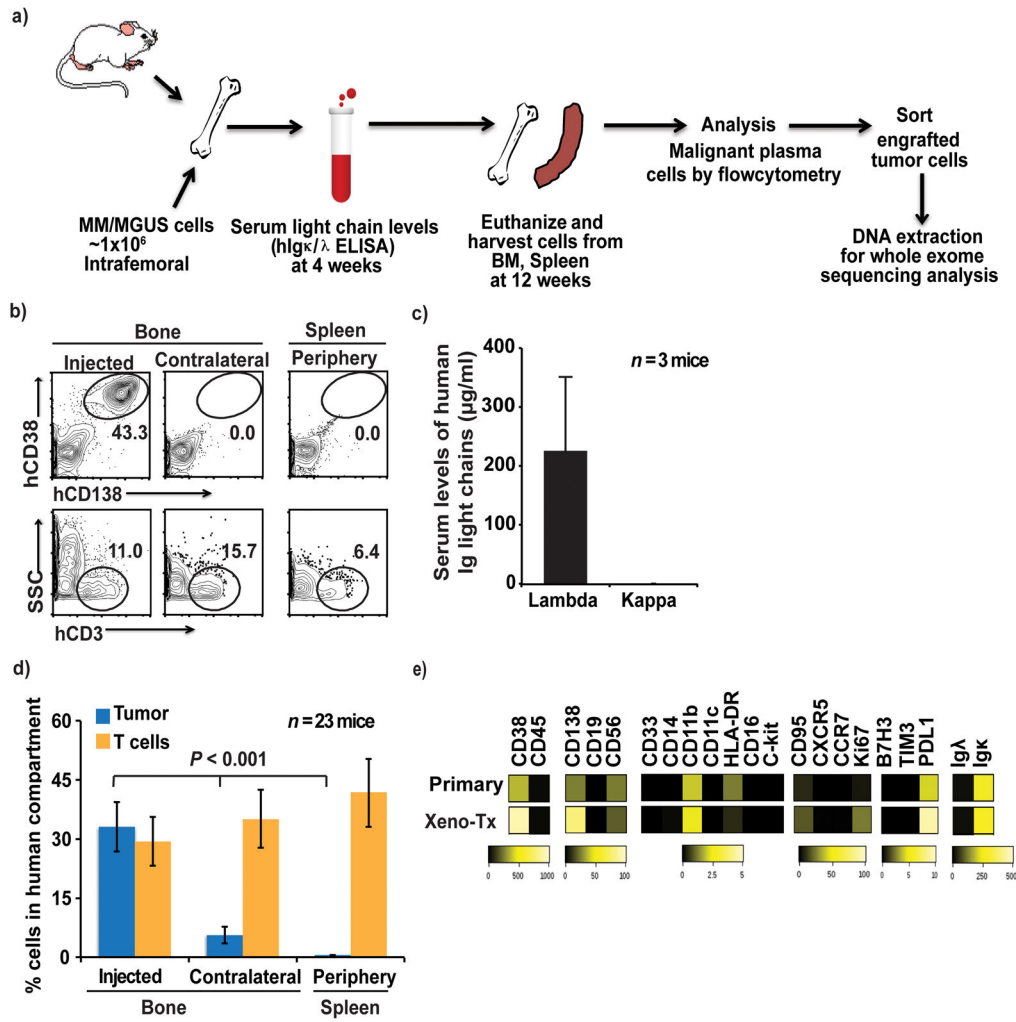 a)
MM/MGUS cells
~1x10⁶
Intrafemoral
Serum light chain levels
(hIgκ/λ ELISA)
at 4 weeks
Euthanize and
harvest cells from
BM, Spleen
at 12 weeks
Analysis
Malignant plasma
cells by flowcytometry
Sort
engrafted
tumor cells
DNA extraction
for whole exome
sequencing analysis
b)
Bone Spleen
Injected Contralateral Periphery
hCD38
43.3 0.0 0.0
hCD138
SSC
11.0 15.7 6.4
hCD3
c)
n = 3 mice
Serum levels of human
Ig light chains (µg/ml)
400
300
200
100
0
Lambda Kappa
d)
% cells in human compartment
60
45
30
15
0
Tumor
T cells
n = 23 mice
P < 0.001
Injected Contralateral Periphery
Bone Spleen
e)
CD38 CD45 CD138 CD19 CD56 CD33 CD14 CD11b CD11c HLA-DR CD16 C-kit CD95 CXCR5 CCR7 Ki67 B7H3 TIM3 PDL1 Igλ Igκ
Primary
Xeno-Tx
0 500 1000 0 50 100 0 2.5 5 0 50 100 0 5 10 0 250 500